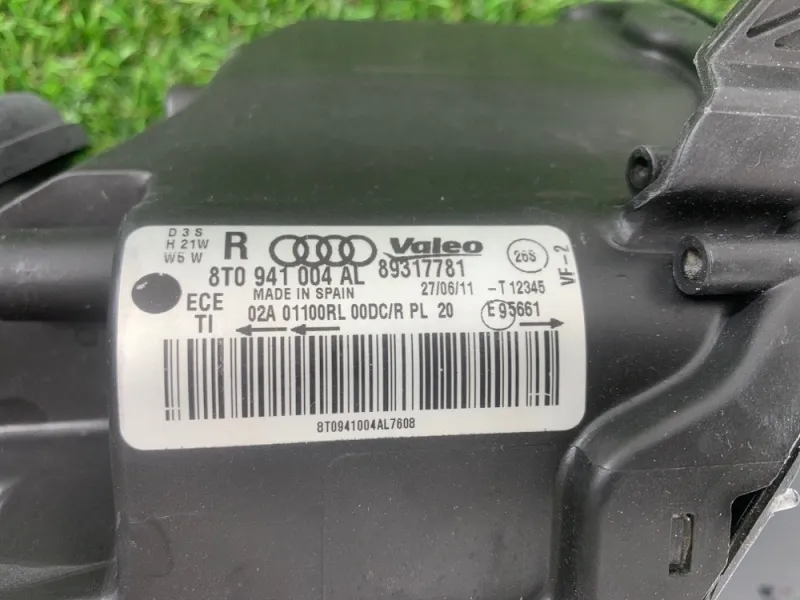 D 3 S
H 21W
W5 W
R Valeo 26S
8T0 941 004 AL 89317781
ECE MADE IN SPAIN 27/06/11 -T 12345 VF-2
TI 02A 01100RL 00DC/R PL 20 E 95661
8T0941004AL7608